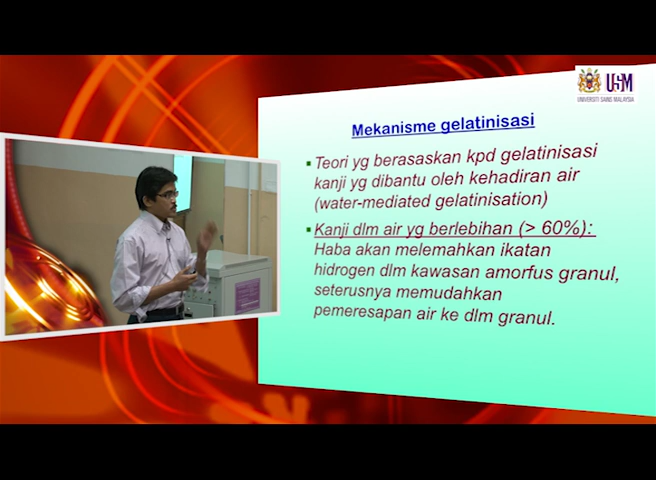 USM
UNIVERSITI SAINS MALAYSIA
Mekanisme gelatinisasi
Teori yg berasaskan kpd gelatinisasi
kanji yg dibantu oleh kehadiran air
(water-mediated gelatinisation)
Kanji dlm air yg berlebihan (> 60%):
Haba akan melemahkan ikatan
hidrogen dlm kawasan amorfus granul,
seterusnya memudahkan
pemeresapan air ke dlm granul.